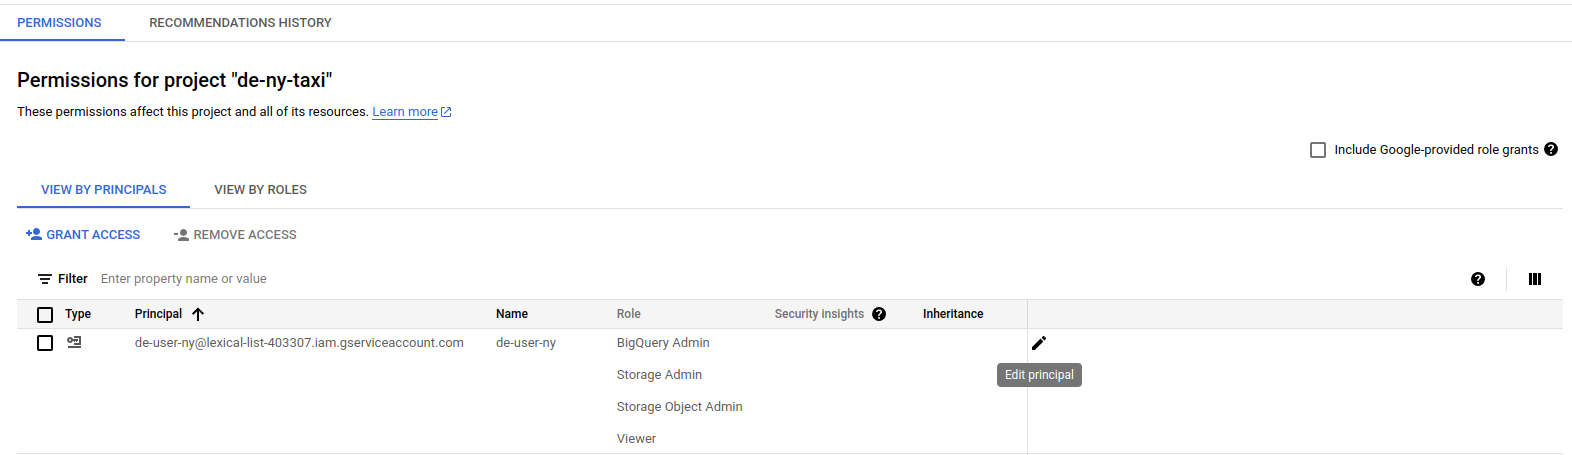 PERMISSIONS RECOMMENDATIONS HISTORY
Permissions for project "de-ny-taxi"
These permissions affect this project and all of its resources. Learn more
Include Google-provided role grants ?
VIEW BY PRINCIPALS VIEW BY ROLES
GRANT ACCESS REMOVE ACCESS
Filter Enter property name or value ?
Type Principal Name Role Security insights ? Inheritance
de-user-ny@lexical-list-403307.iam.gserviceaccount.com de-user-ny BigQuery Admin
Storage Admin Edit principal
Storage Object Admin
Viewer